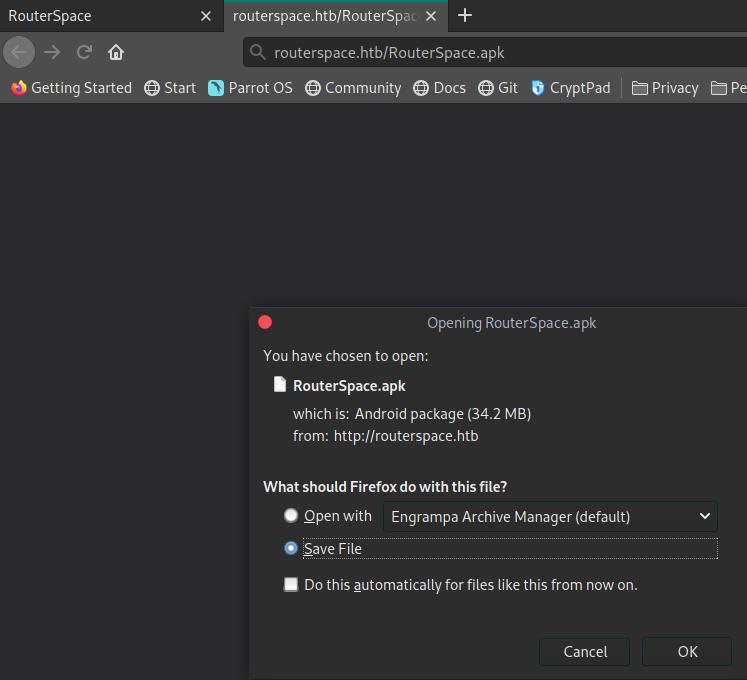 RouterSpace routerspace.htb/RouterSpac
routerspace.htb/RouterSpace.apk
Getting Started Start Parrot OS Community Docs Git CryptPad Privacy Pe
Opening RouterSpace.apk
You have chosen to open:
RouterSpace.apk
which is: Android package (34.2 MB)
from: http://routerspace.htb
What should Firefox do with this file?
Open with Engrampa Archive Manager (default)
Save File
Do this automatically for files like this from now on.
Cancel OK